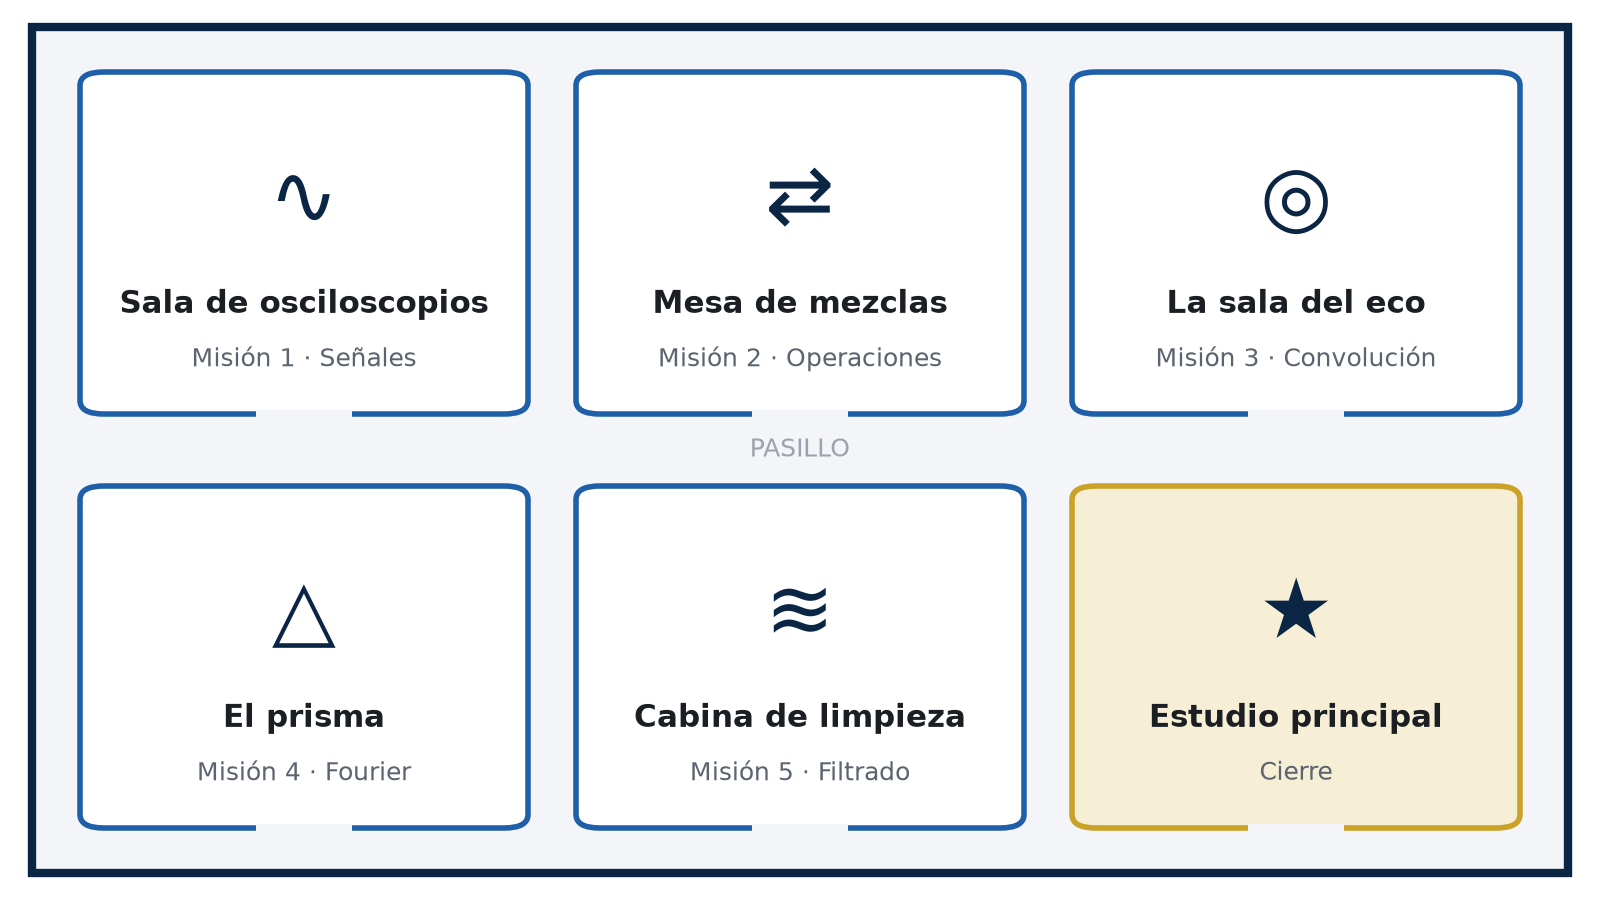 Sala de osciloscopios
Misión 1 · Señales
Mesa de mezclas
Misión 2 · Operaciones
La sala del eco
Misión 3 · Convolución
PASILLO
El prisma
Misión 4 · Fourier
Cabina de limpieza
Misión 5 · Filtrado
Estudio principal
Cierre